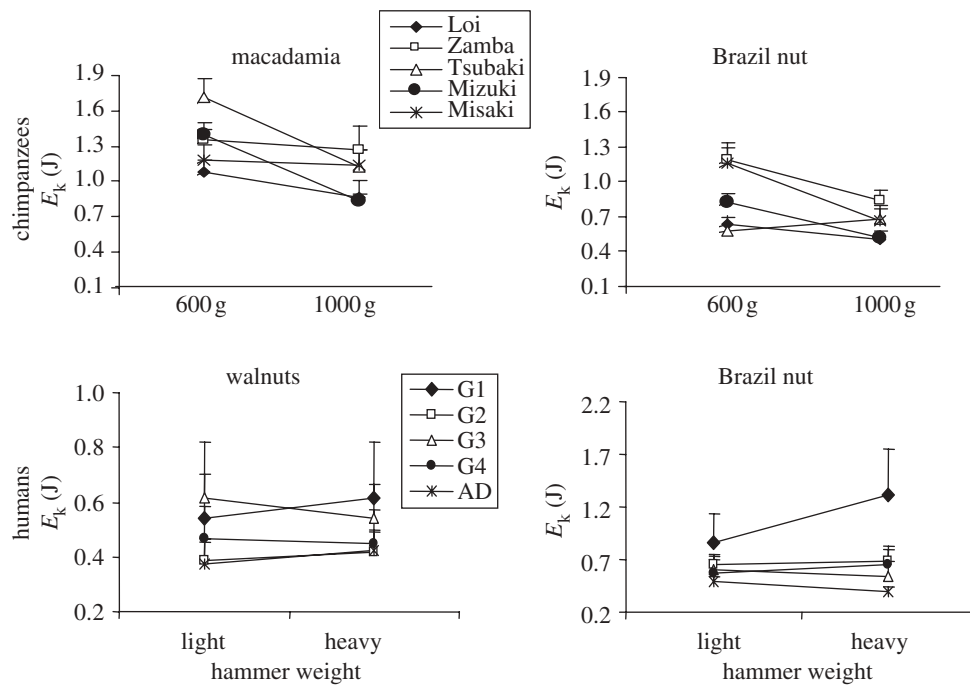 macadamia
Loi
Zamba
Tsubaki
Mizuki
Misaki
chimpanzees
E_k (J)
1.9
1.6
1.3
1.0
0.7
0.4
0.1
600 g
1000 g
Brazil nut
E_k (J)
1.9
1.6
1.3
1.0
0.7
0.4
0.1
600 g
1000 g
walnuts
G1
G2
G3
G4
AD
humans
E_k (J)
1.0
0.8
0.6
0.4
0.2
light
heavy
hammer weight
Brazil nut
E_k (J)
2.2
1.7
1.2
0.7
0.2
light
heavy
hammer weight